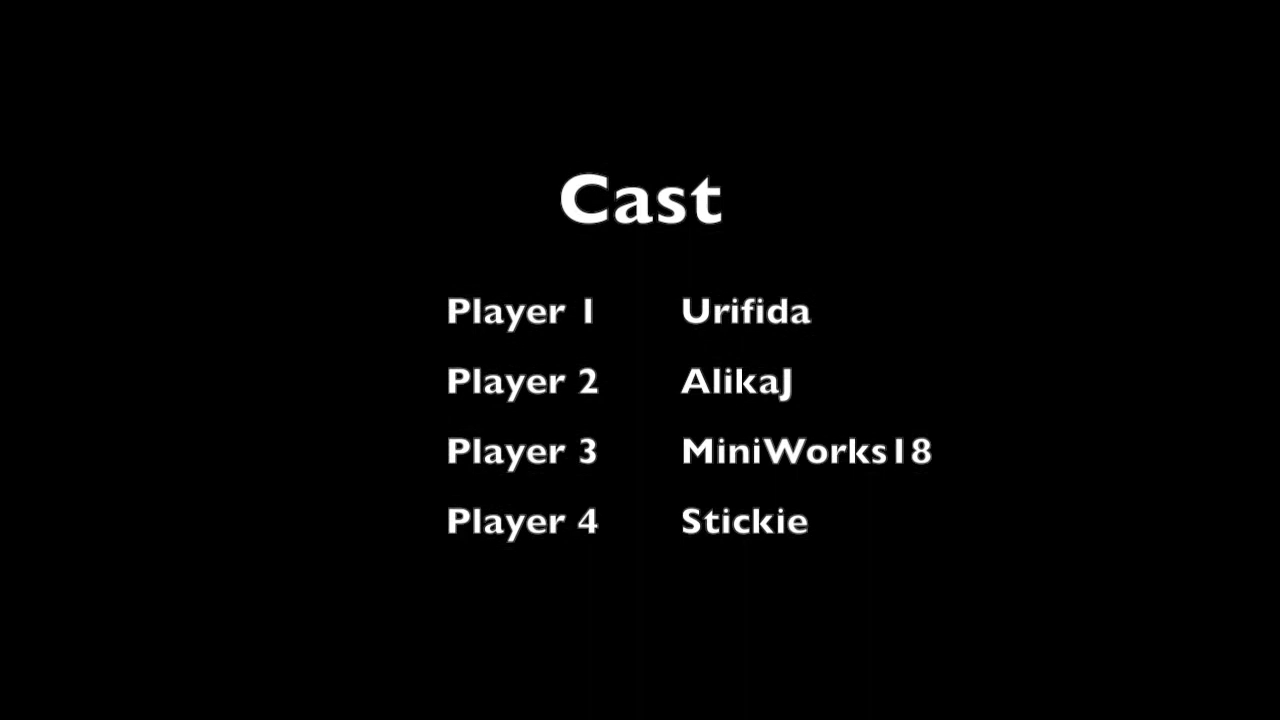 Cast
Player 1 Urifida
Player 2 AlikaJ
Player 3 MiniWorks18
Player 4 Stickie